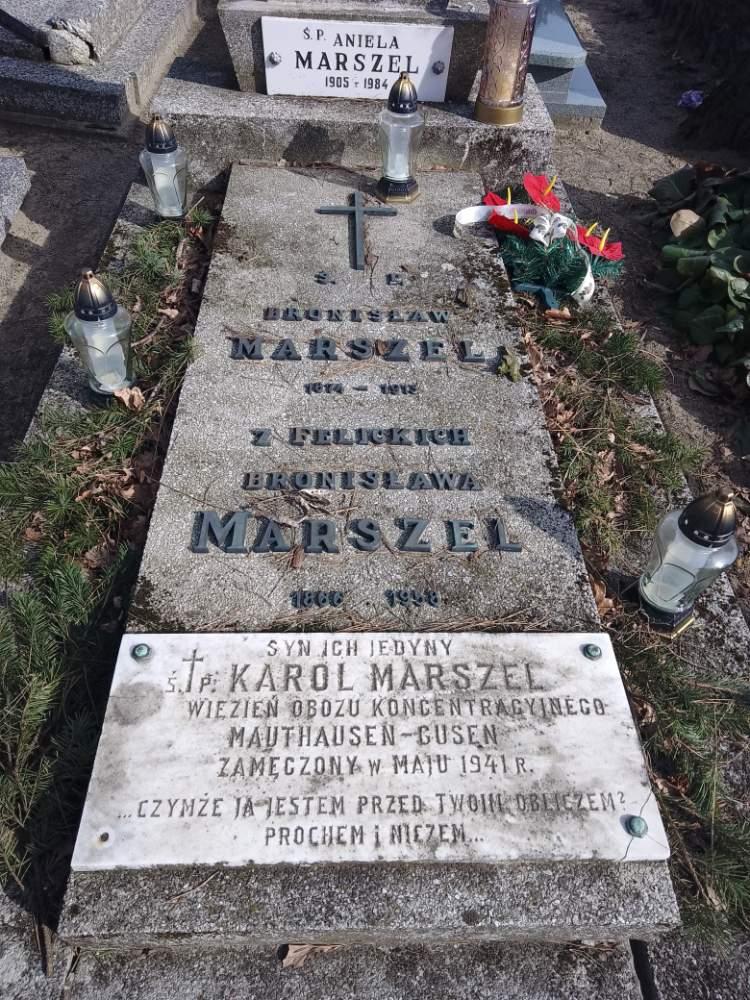 Ś.P. ANIELA
MARSZEL
1905 - 1984
Ś. P.
BRONISŁAW
MARSZEL
Z FELICKICH
BRONISŁAWA
MARSZEL
SYN ICH JEDYNY
Ś. P. KAROL MARSZEL
WIEZIEŃ OBOZU KONCENTRACYJNEGO
MAUTHAUSEN-GUSEN
ZAMĘCZONY W MAJU 1941 R.
...CZYMŻE JA JESTEM PRZED TWOIM OBLICZEM?
PROCHEM I NICZEM...